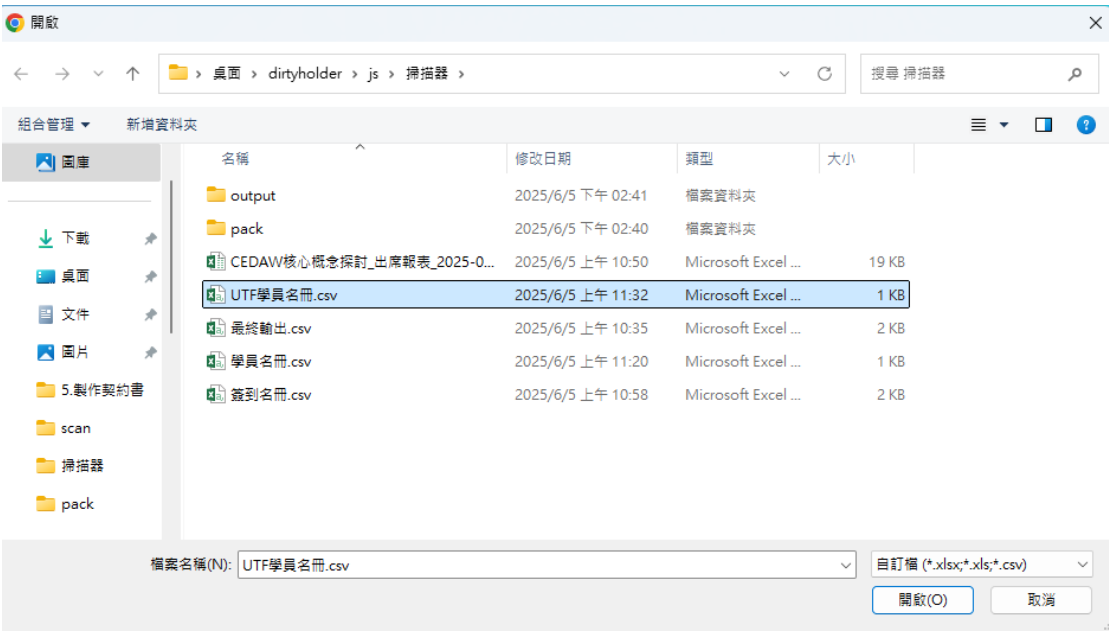 開啟
桌面 › dirtyholder › js › 掃描器 ›
搜尋 掃描器
組合管理 新增資料夾
圖庫
下載
桌面
文件
圖片
5.製作契約書
scan
掃描器
pack
名稱 修改日期 類型 大小
output 2025/6/5 下午 02:41 檔案資料夾
pack 2025/6/5 下午 02:40 檔案資料夾
CEDAW核心概念探討_出席報表_2025-0... 2025/6/5 上午 10:50 Microsoft Excel ... 19 KB
UTF學員名冊.csv 2025/6/5 上午 11:32 Microsoft Excel ... 1 KB
最終輸出.csv 2025/6/5 上午 10:35 Microsoft Excel ... 2 KB
學員名冊.csv 2025/6/5 上午 11:20 Microsoft Excel ... 1 KB
簽到名冊.csv 2025/6/5 上午 10:58 Microsoft Excel ... 2 KB
檔案名稱(N): UTF學員名冊.csv 自訂檔 (*.xlsx;*.xls;*.csv)
開啟(O) 取消